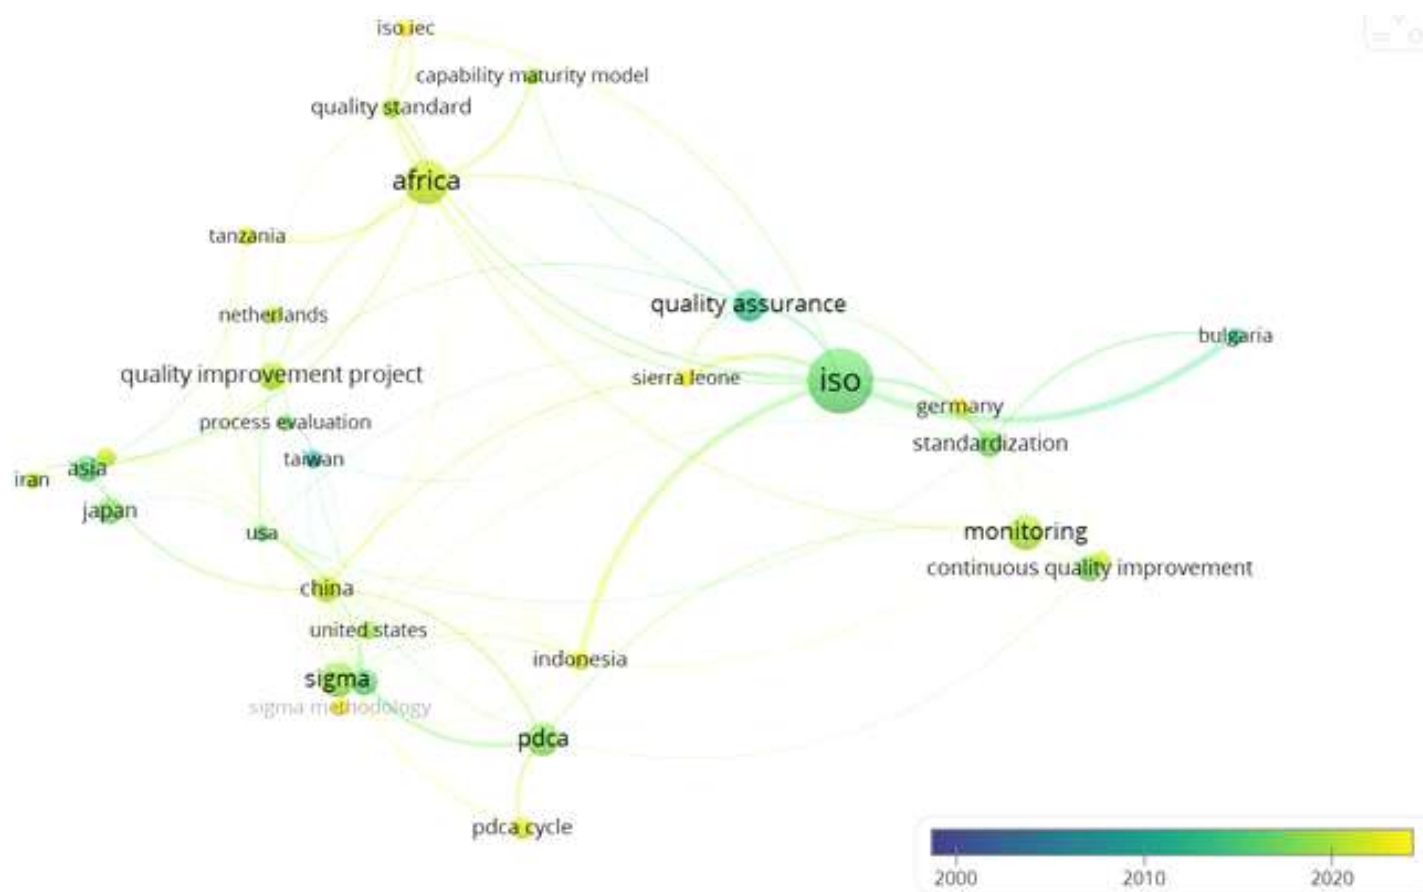 iso iec
capability maturity model
quality standard
africa
tanzania
quality assurance
netherlands
bulgaria
quality improvement project
sierra leone
iso
germany
process evaluation
standardization
taiwan
asia
iran
japan
usa
monitoring
continuous quality improvement
china
united states
indonesia
sigma
sigma methodology
pdca
pdca cycle
2000 2010 2020